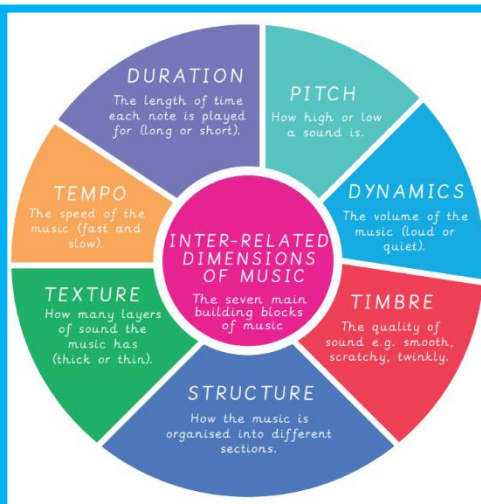 DURATION
The length of time
each note is played
for (long or short).
PITCH
How high or low
a sound is.
DYNAMICS
The volume of the
music (loud or
quiet).
TIMBRE
The quality of
sound e.g. smooth,
scratchy, twinkly.
STRUCTURE
How the music is
organised into different
sections.
TEXTURE
How many layers
of sound the
music has
(thick or thin).
TEMPO
The speed of the
music (fast and
slow).
INTER-RELATED
DIMENSIONS
OF MUSIC
The seven main
building blocks
of music